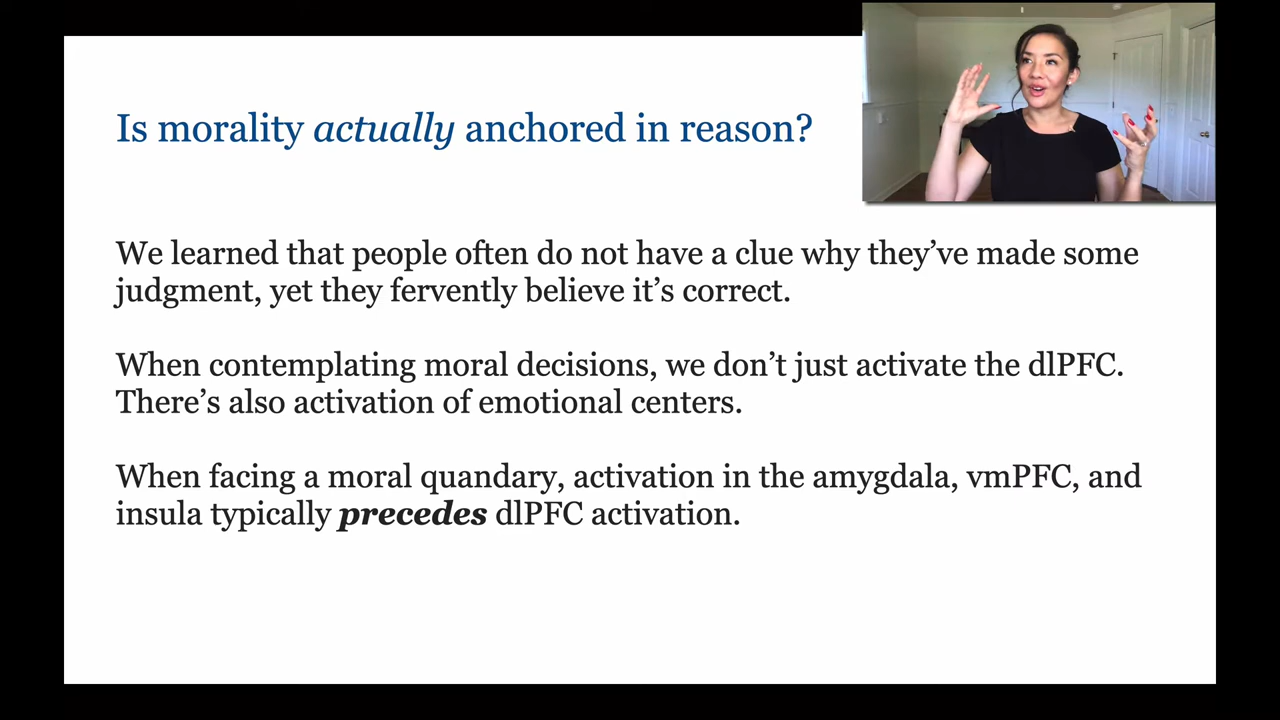 Is morality actually anchored in reason?
We learned that people often do not have a clue why they’ve made some
judgment, yet they fervently believe it’s correct.
When contemplating moral decisions, we don’t just activate the dlPFC.
There’s also activation of emotional centers.
When facing a moral quandary, activation in the amygdala, vmPFC, and
insula typically precedes dlPFC activation.